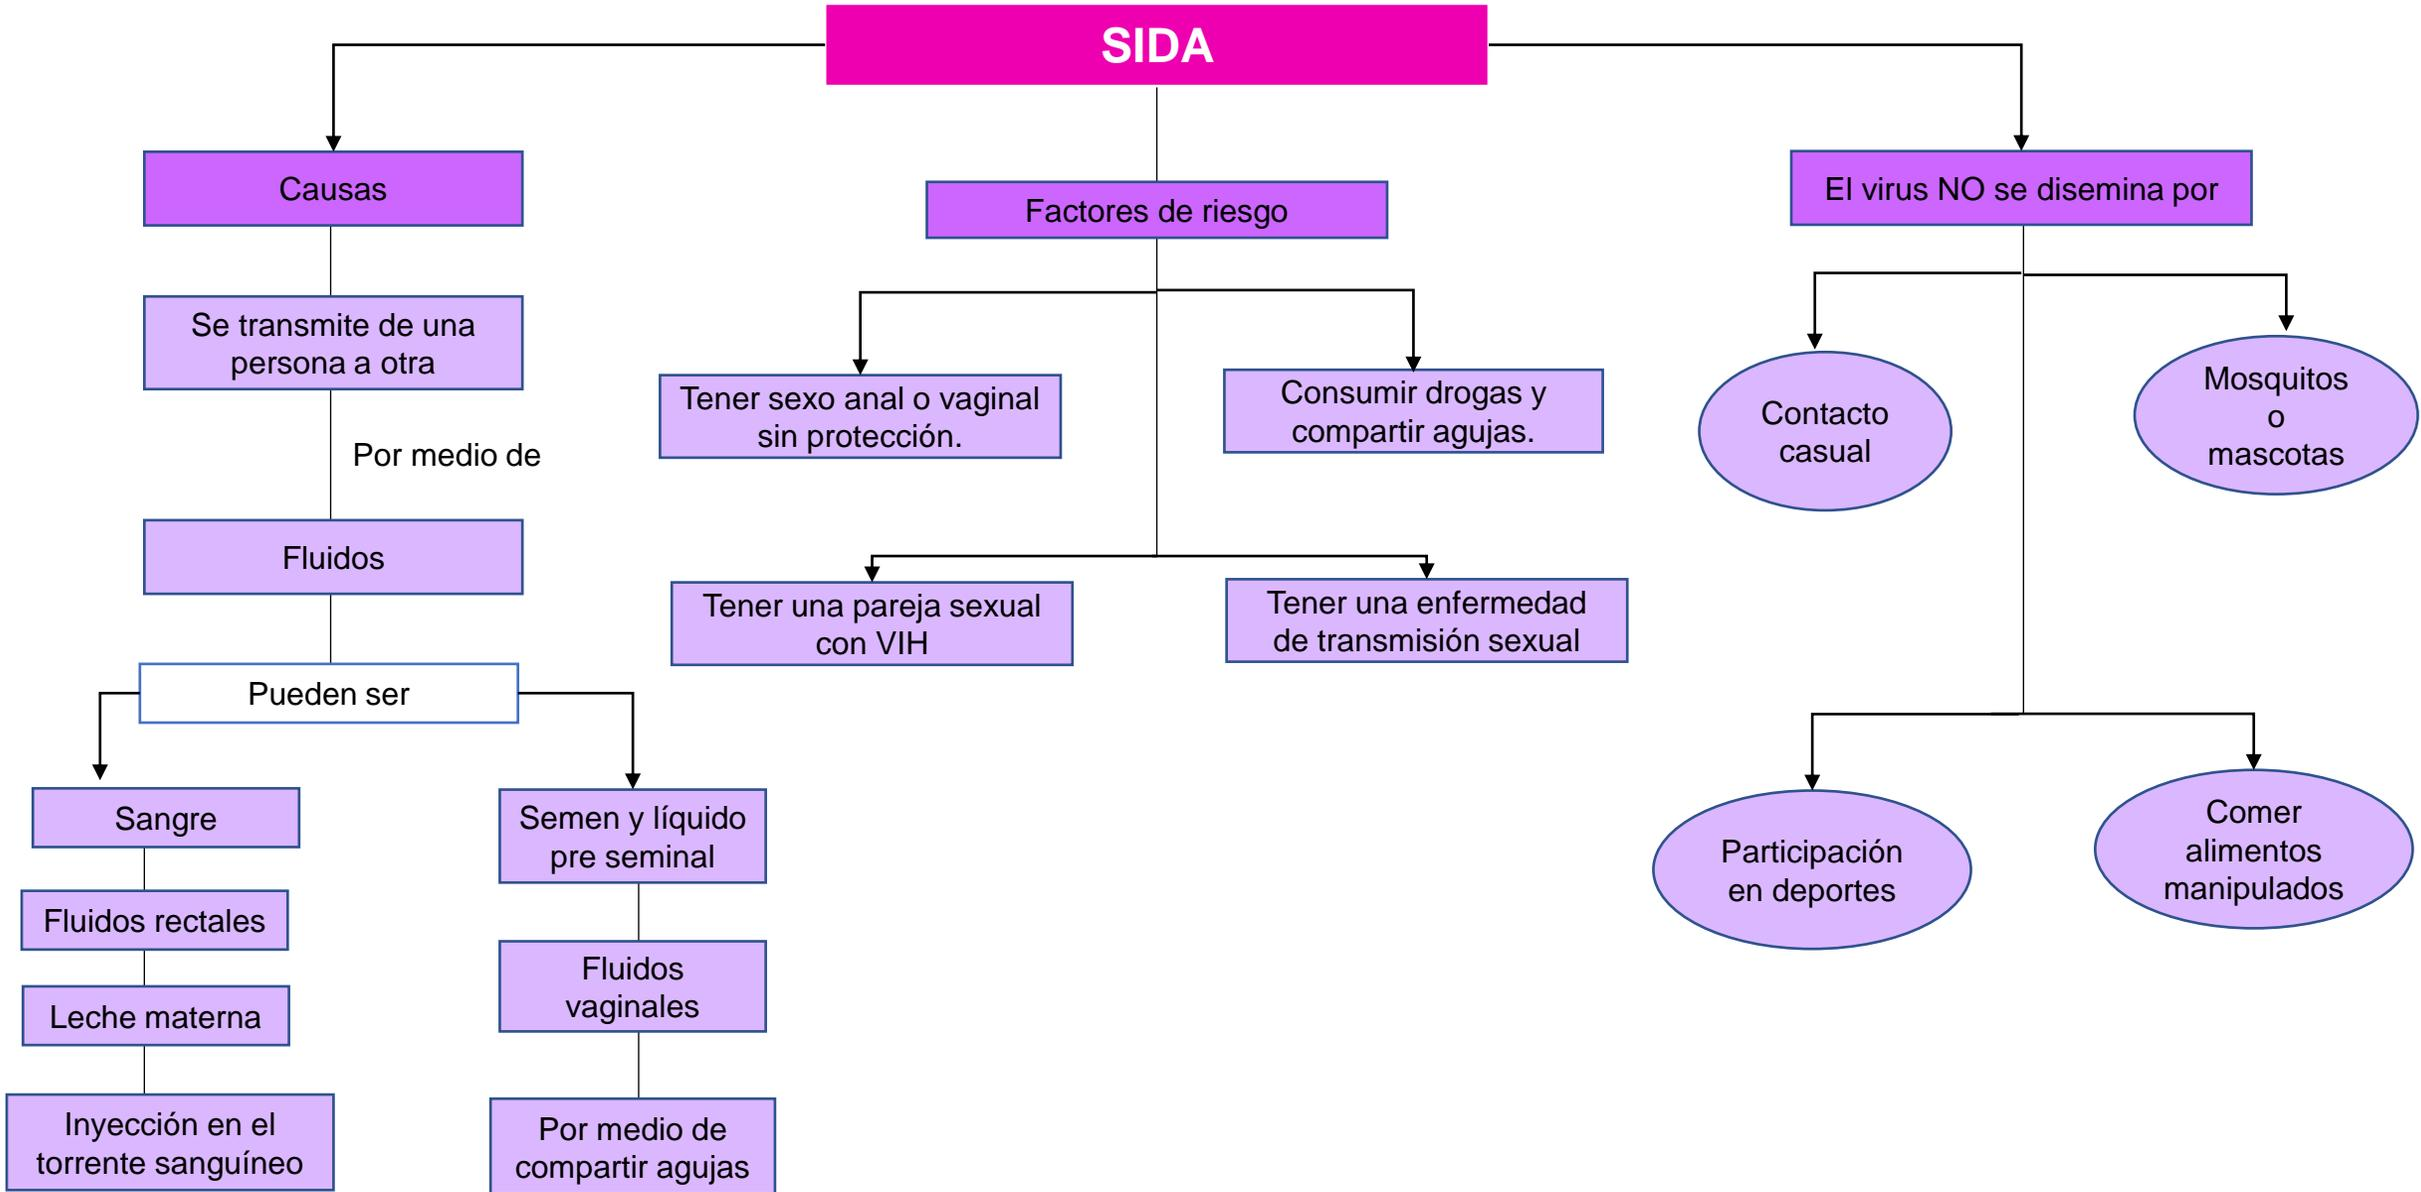 SIDA
Causas
Se transmite de una
persona a otra
Por medio de
Fluidos
Pueden ser
Sangre
Fluidos rectales
Leche materna
Inyección en el
torrente sanguíneo
Semen y líquido
pre seminal
Fluidos
vaginales
Por medio de
compartir agujas
Factores de riesgo
Tener sexo anal o vaginal
sin protección.
Consumir drogas y
compartir agujas.
Tener una pareja sexual
con VIH
Tener una enfermedad
de transmisión sexual
El virus NO se disemina por
Contacto
casual
Mosquitos
o
mascotas
Participación
en deportes
Comer
alimentos
manipulados